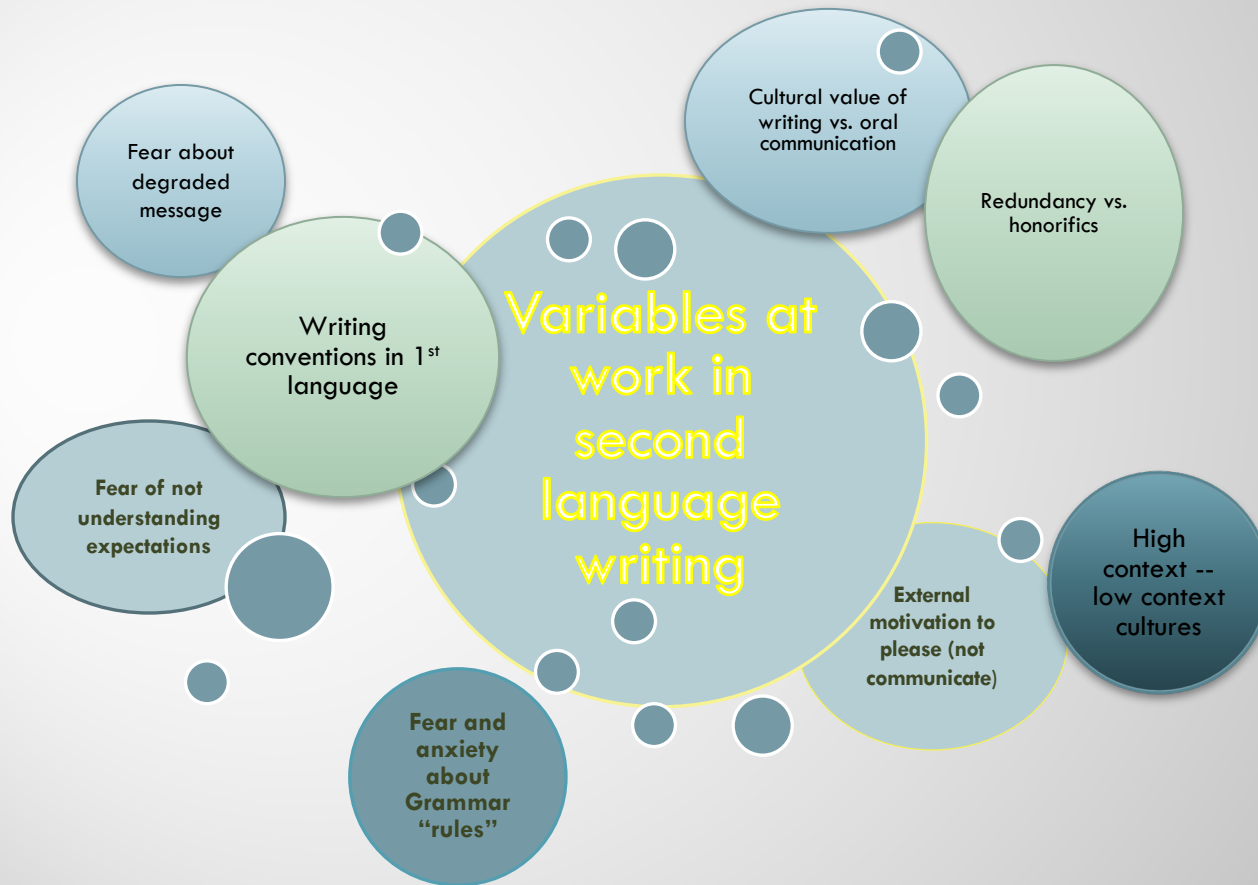 Variables at
work in
second
language
writing
Fear about
degraded
message
Writing
conventions in 1st
language
Fear of not
understanding
expectations
Fear and
anxiety
about
Grammar
“rules”
Cultural value of
writing vs. oral
communication
Redundancy vs.
honorifics
External
motivation to
please (not
communicate)
High
context --
low context
cultures